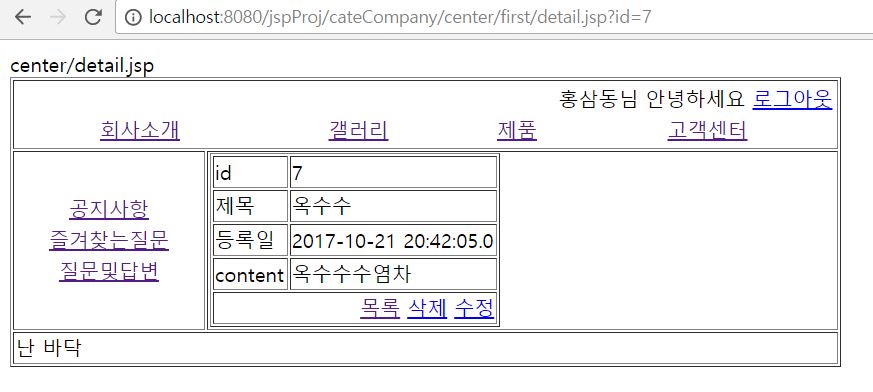 localhost:8080/jspProj/cateCompany/center/first/detail.jsp?id=7
center/detail.jsp
홍삼동님 안녕하세요 로그아웃
회사소개 갤러리 제품 고객센터
공지사항
즐겨찾는질문
질문및답변
id 7
제목 옥수수
등록일 2017-10-21 20:42:05.0
content 옥수수수염차
목록 삭제 수정
난 바닥